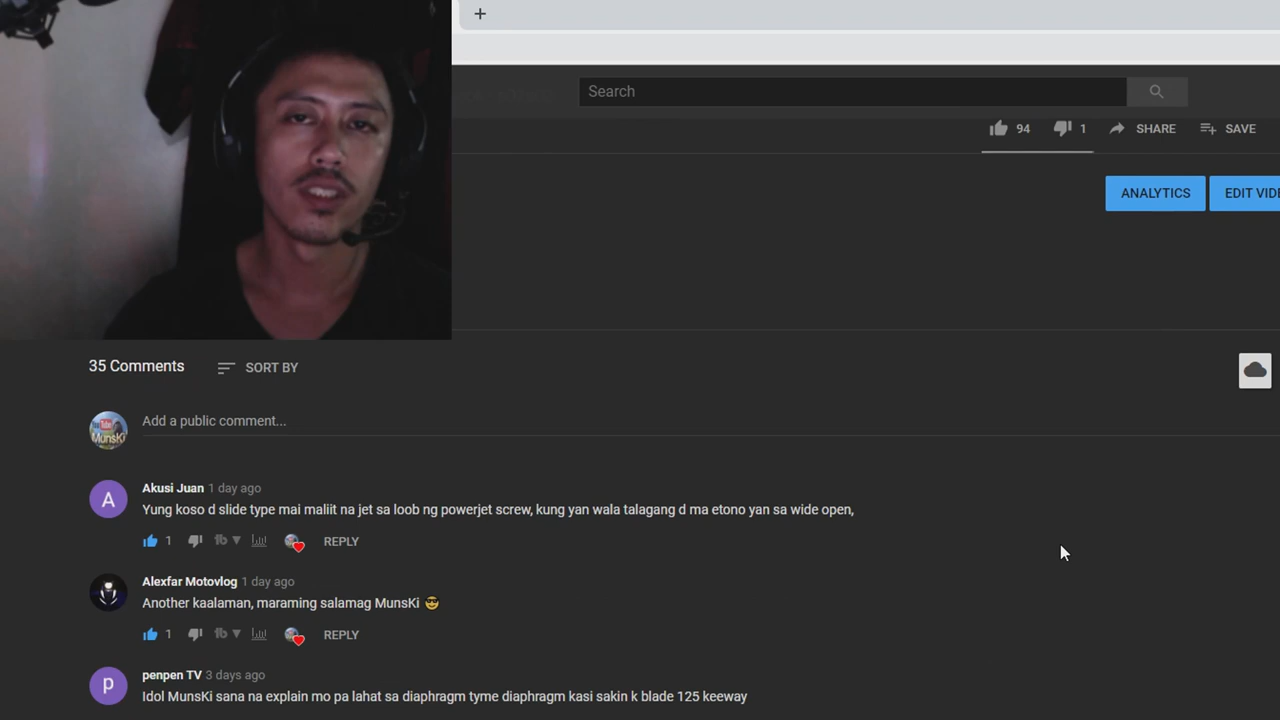 +
Search
94 1 SHARE SAVE
ANALYTICS EDIT VIDE
35 Comments SORT BY
Add a public comment...
Akusi Juan 1 day ago
Yung koso d slide type mai maliit na jet sa loob ng powerjet screw, kung yan wala talagang d ma etono yan sa wide open,
1 REPLY
Alexfar Motovlog 1 day ago
Another kaalaman, maraming salamag MunsKi 😎
1 REPLY
penpen TV 3 days ago
Idol MunsKi sana na explain mo pa lahat sa diaphragm tyme diaphragm kasi sakin k blade 125 keeway